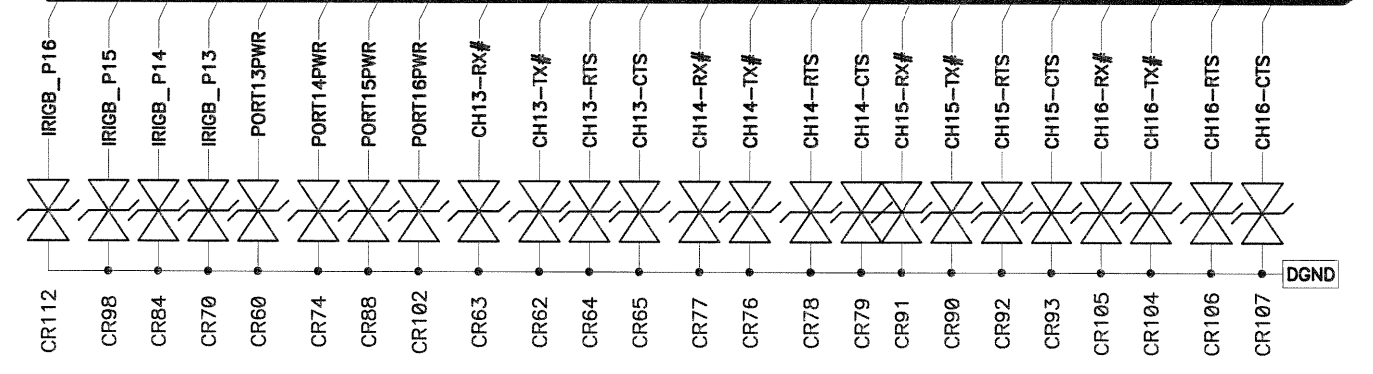 IRIGB_P16
IRIGB_P15
IRIGB_P14
IRIGB_P13
PORT13PWR
PORT14PWR
PORT15PWR
PORT16PWR
CH13-RX#
CH13-TX#
CH13-RTS
CH13-CTS
CH14-RX#
CH14-TX#
CH14-RTS
CH14-CTS
CH15-RX#
CH15-TX#
CH15-RTS
CH15-CTS
CH16-RX#
CH16-TX#
CH16-RTS
CH16-CTS
DGND
CR112
CR98
CR84
CR70
CR60
CR74
CR88
CR102
CR63
CR62
CR64
CR65
CR77
CR76
CR78
CR79
CR91
CR90
CR92
CR93
CR105
CR104
CR106
CR107